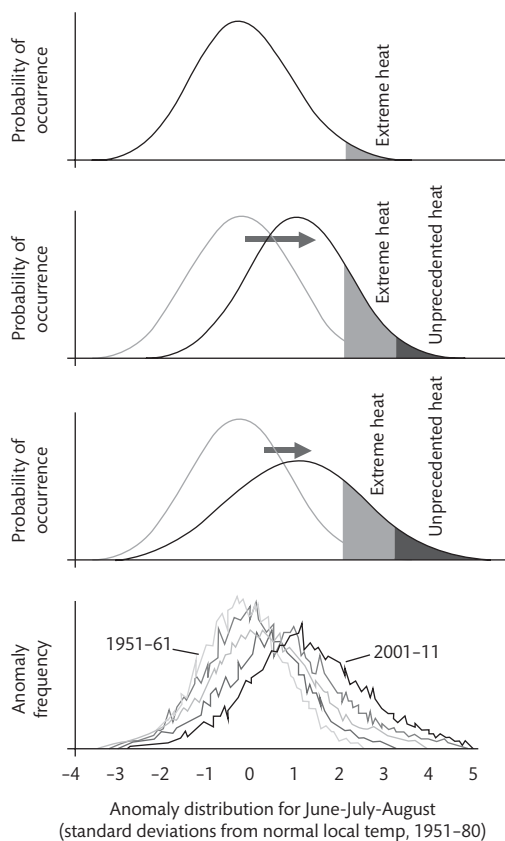 Probability of
occurrence
Extreme heat
Probability of
occurrence
Extreme heat
Unprecedented heat
Probability of
occurrence
Extreme heat
Unprecedented heat
Anomaly
frequency
1951–61
2001–11
–4 –3 –2 –1 0 1 2 3 4 5
Anomaly distribution for June-July-August
(standard deviations from normal local temp, 1951–80)